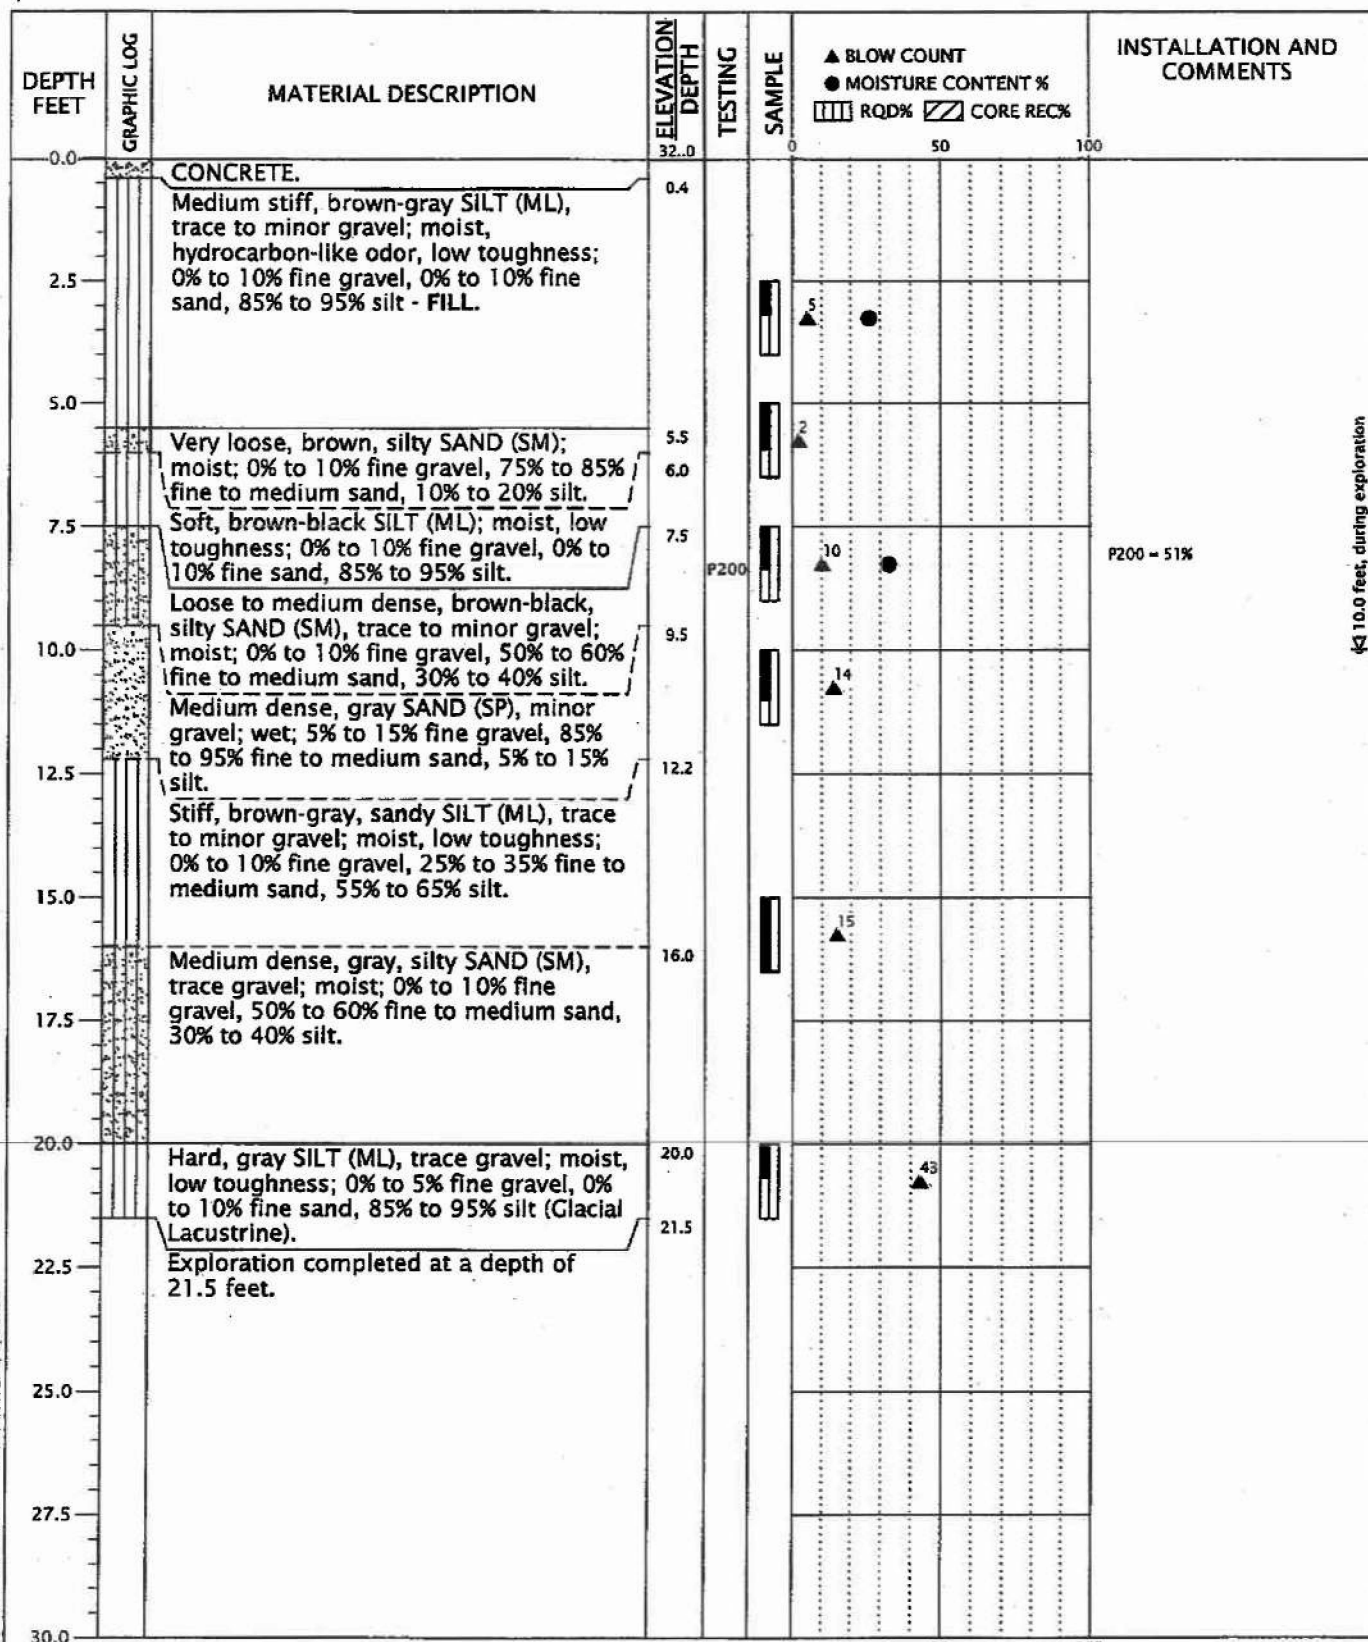 DEPTH
FEET
GRAPHIC LOG
MATERIAL DESCRIPTION
ELEVATION
DEPTH
TESTING
SAMPLE
▲ BLOW COUNT
● MOISTURE CONTENT %
RQD% CORE REC%
INSTALLATION AND
COMMENTS
32..0
0 50 100
0.0
CONCRETE.
0.4
Medium stiff, brown-gray SILT (ML),
trace to minor gravel; moist,
hydrocarbon-like odor, low toughness;
0% to 10% fine gravel, 0% to 10% fine
sand, 85% to 95% silt - FILL.
2.5
5
5.0
2
Very loose, brown, silty SAND (SM);
moist; 0% to 10% fine gravel, 75% to 85%
fine to medium sand, 10% to 20% silt.
5.5
6.0
7.5
Soft, brown-black SILT (ML); moist, low
toughness; 0% to 10% fine gravel, 0% to
10% fine sand, 85% to 95% silt.
7.5
P200
10
P200 = 51%
Loose to medium dense, brown-black,
silty SAND (SM), trace to minor gravel;
moist; 0% to 10% fine gravel, 50% to 60%
fine to medium sand, 30% to 40% silt.
9.5
10.0
14
10.0 feet, during exploration
Medium dense, gray SAND (SP), minor
gravel; wet; 5% to 15% fine gravel, 85%
to 95% fine to medium sand, 5% to 15%
silt.
12.2
12.5
Stiff, brown-gray, sandy SILT (ML), trace
to minor gravel; moist, low toughness;
0% to 10% fine gravel, 25% to 35% fine to
medium sand, 55% to 65% silt.
15.0
15
16.0
Medium dense, gray, silty SAND (SM),
trace gravel; moist; 0% to 10% fine
gravel, 50% to 60% fine to medium sand,
30% to 40% silt.
17.5
20.0
20.0
Hard, gray SILT (ML), trace gravel; moist,
low toughness; 0% to 5% fine gravel, 0%
to 10% fine sand, 85% to 95% silt (Glacial
Lacustrine).
43
21.5
22.5
Exploration completed at a depth of
21.5 feet.
25.0
27.5
30.0